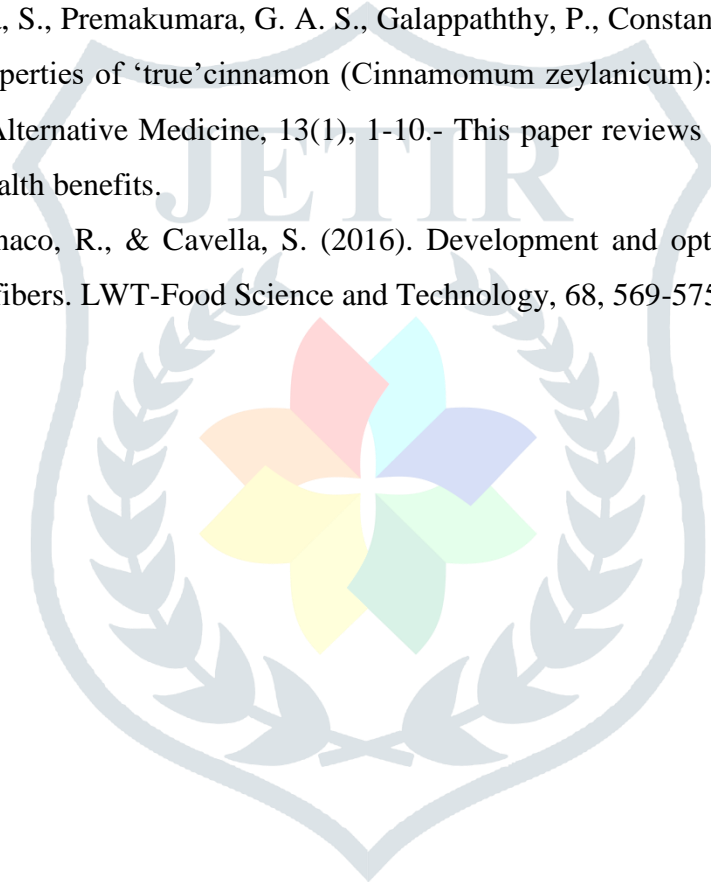 S., Premakumara, G. A. S., Galappaththy, P., Constan
perties of ‘true’cinnamon (Cinnamomum zeylanicum):
Alternative Medicine, 13(1), 1-10.- This paper reviews
alth benefits.
naco, R., & Cavella, S. (2016). Development and opt
fibers. LWT-Food Science and Technology, 68, 569-575
JETIR